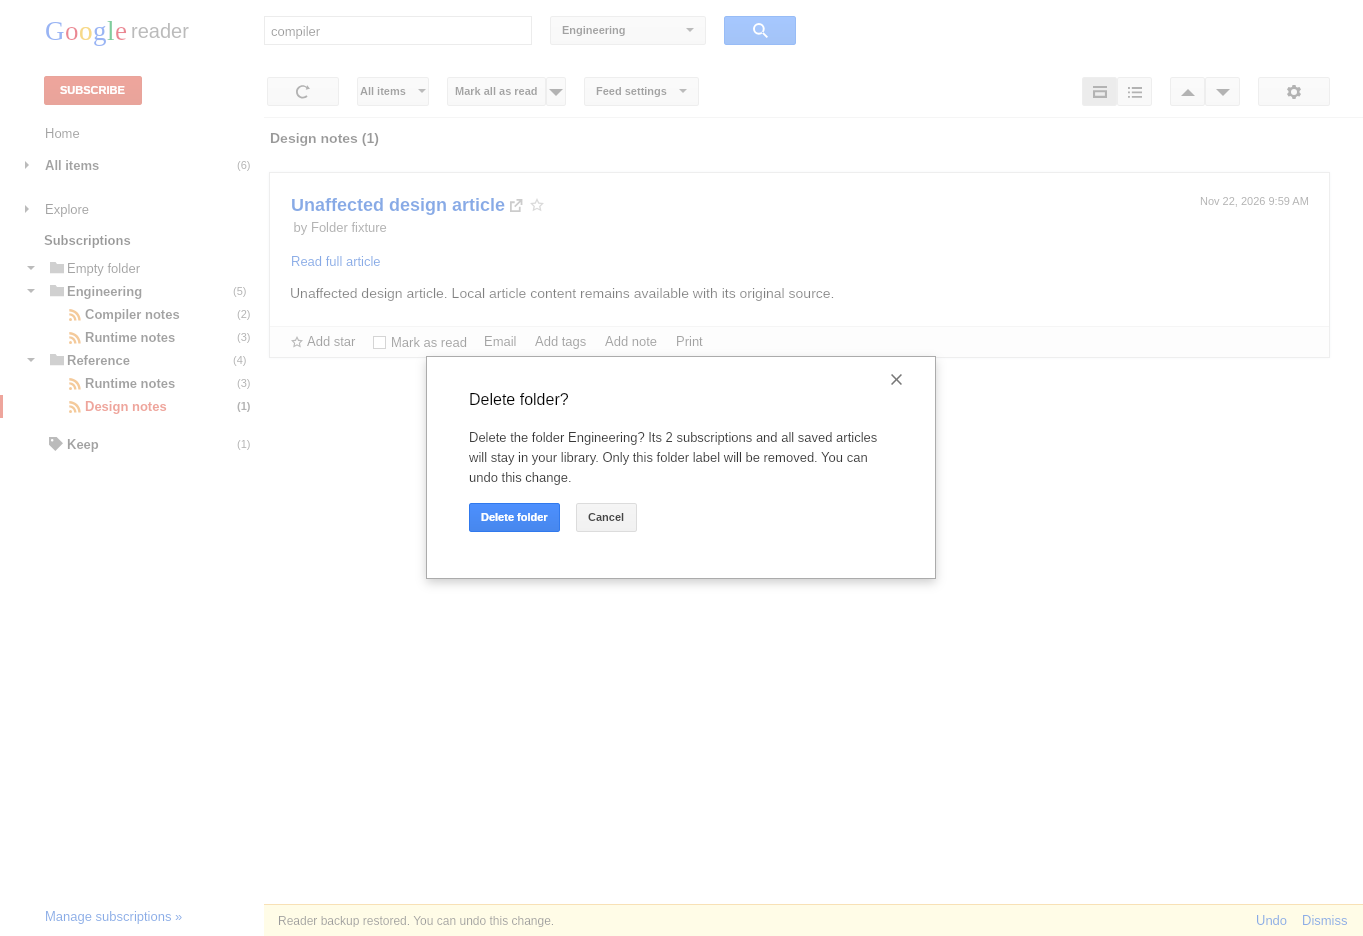 Google reader
compiler
Engineering
SUBSCRIBE
All items
Mark all as read
Feed settings
Home
All items (6)
Explore
Subscriptions
Empty folder
Engineering (5)
Compiler notes (2)
Runtime notes (3)
Reference (4)
Runtime notes (3)
Design notes (1)
Keep (1)
Manage subscriptions »
Design notes (1)
Unaffected design article
Nov 22, 2026 9:59 AM
by Folder fixture
Read full article
Unaffected design article. Local article content remains available with its original source.
Add star Mark as read Email Add tags Add note Print
Delete folder?
Delete the folder Engineering? Its 2 subscriptions and all saved articles
will stay in your library. Only this folder label will be removed. You can
undo this change.
Delete folder Cancel
Reader backup restored. You can undo this change.
Undo Dismiss